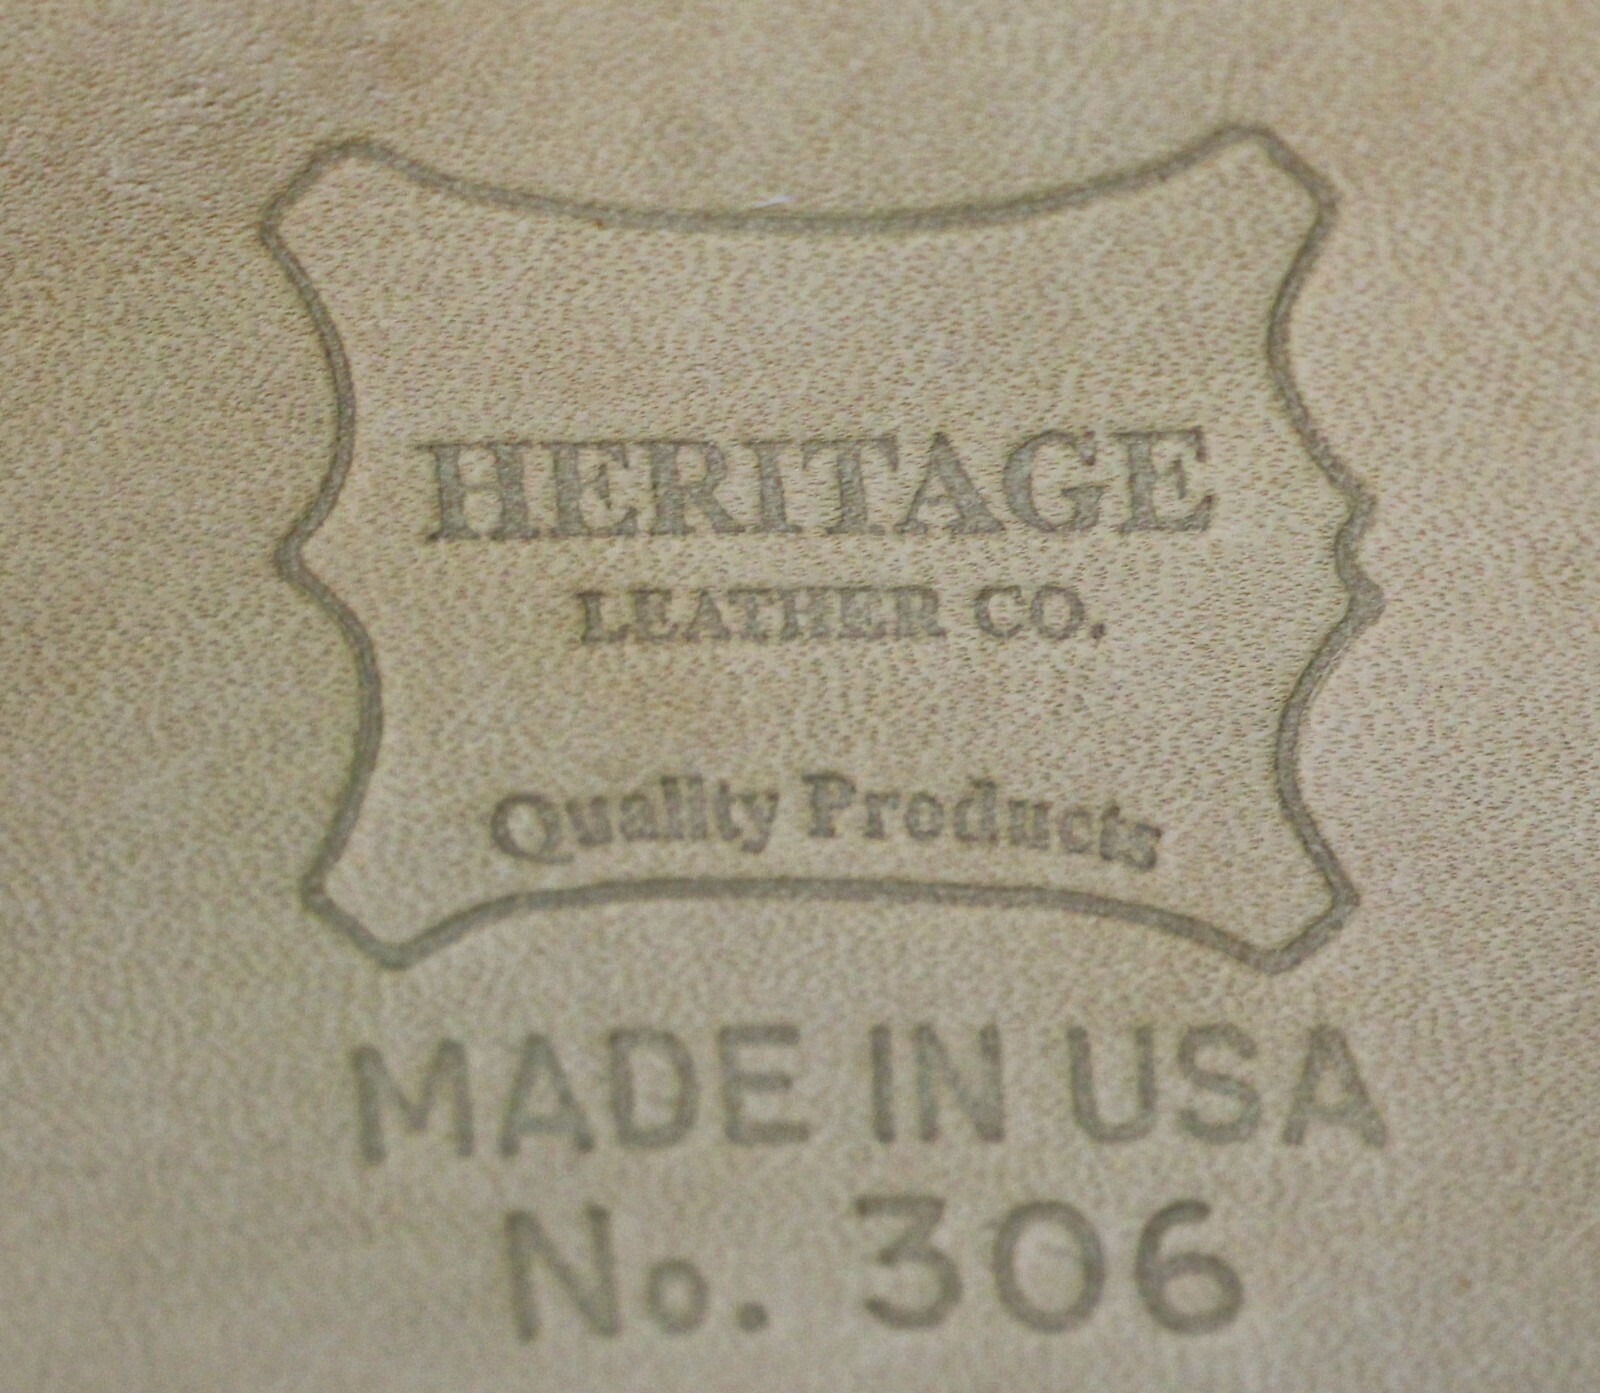 HERITAGE
LEATHER CO.
Quality Products
MADE IN USA
No. 306